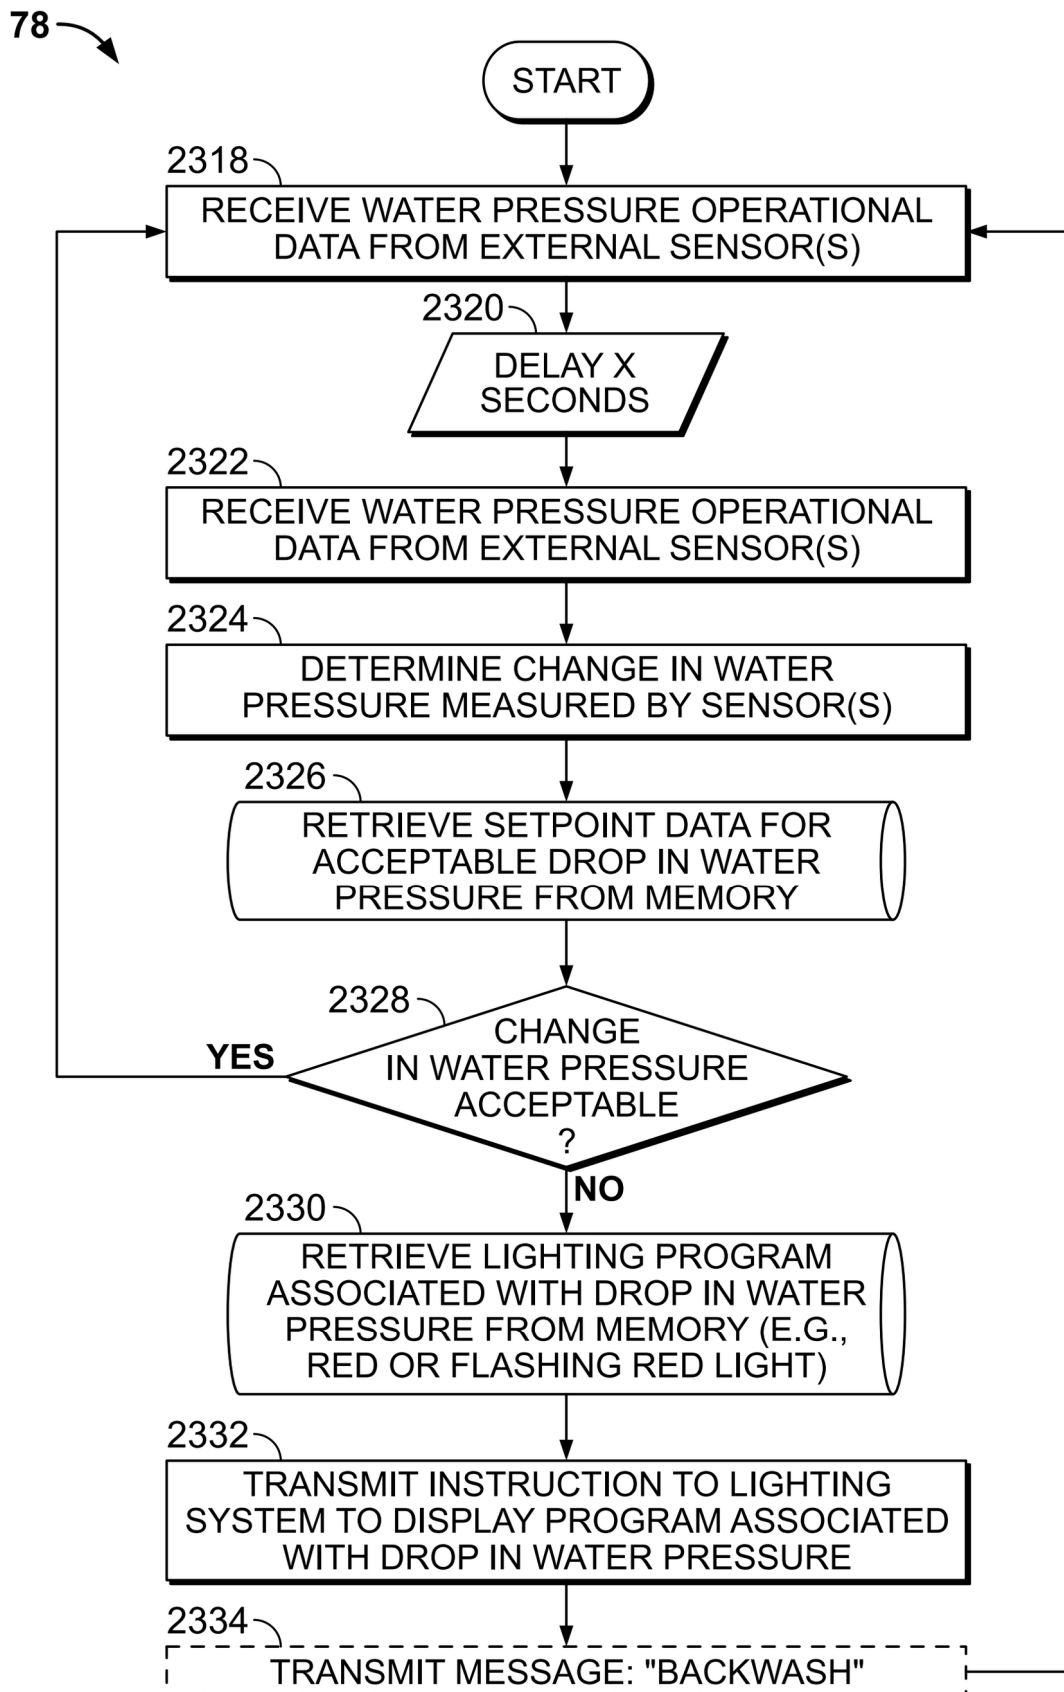 78
START
2318
RECEIVE WATER PRESSURE OPERATIONAL
DATA FROM EXTERNAL SENSOR(S)
2320
DELAY X
SECONDS
2322
RECEIVE WATER PRESSURE OPERATIONAL
DATA FROM EXTERNAL SENSOR(S)
2324
DETERMINE CHANGE IN WATER
PRESSURE MEASURED BY SENSOR(S)
2326
RETRIEVE SETPOINT DATA FOR
ACCEPTABLE DROP IN WATER
PRESSURE FROM MEMORY
2328
CHANGE
IN WATER PRESSURE
ACCEPTABLE
?
YES
NO
2330
RETRIEVE LIGHTING PROGRAM
ASSOCIATED WITH DROP IN WATER
PRESSURE FROM MEMORY (E.G.,
RED OR FLASHING RED LIGHT)
2332
TRANSMIT INSTRUCTION TO LIGHTING
SYSTEM TO DISPLAY PROGRAM ASSOCIATED
WITH DROP IN WATER PRESSURE
2334
TRANSMIT MESSAGE: "BACKWASH"